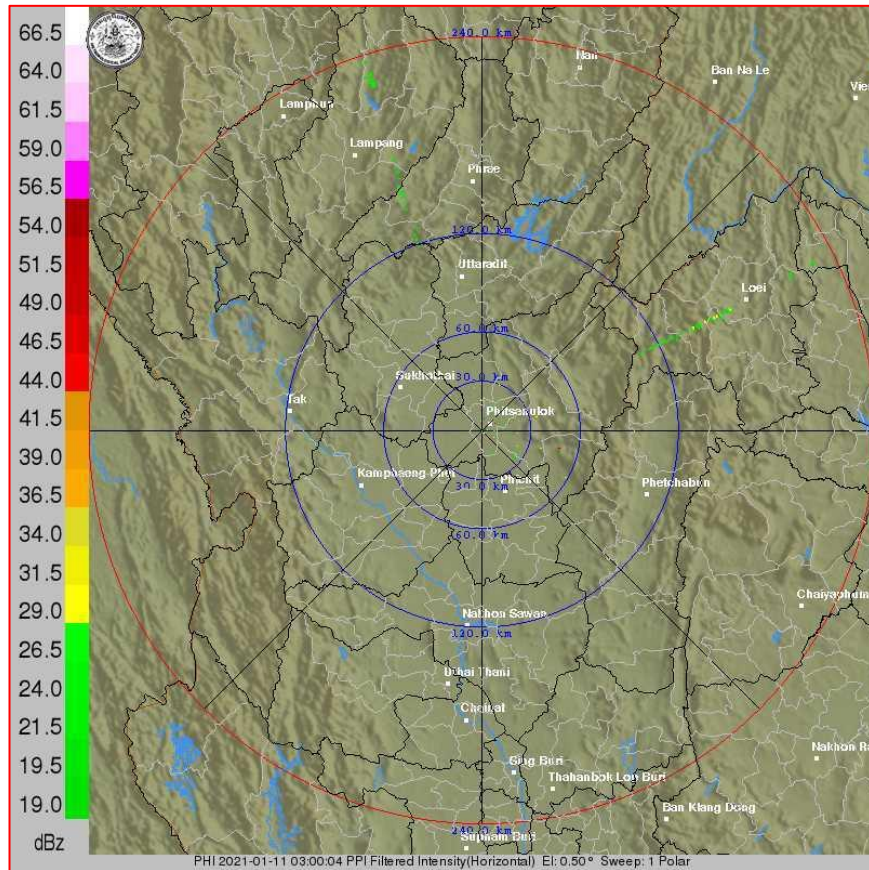 66.5
64.0
61.5
59.0
56.5
54.0
51.5
49.0
46.5
44.0
41.5
39.0
36.5
34.0
31.5
29.0
26.5
24.0
21.5
19.5
19.0
dBz
240.0 km
Nan
Ban Na Le
Vien
Lamphun
Lampang
Phrae
120.0 km
Uttaradit
Loei
60.0 km
30.0 km
Sukhothai
Tak
Phitsanulok
Kamphaeng Phet
Phichit
30.0 km
Phetchabun
60.0 km
Chaiyaphum
Nakhon Sawan
120.0 km
Uthai Thani
Chainat
Nakhon Ra
Sing Buri
Thahanbok Lop Buri
Ban Klang Dong
240.0 km
Suphan Buri
PHI 2021-01-11 03:00:04 PPI Filtered Intensity(Horizontal) El: 0.50° Sweep: 1 Polar